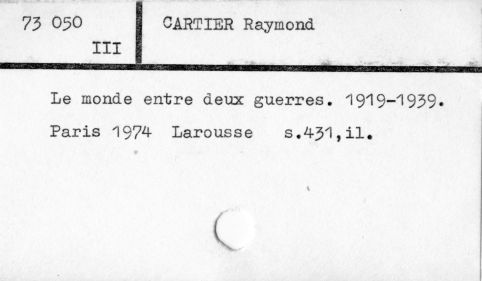 73 050
III
CARTIER Raymond
Le monde entre deux guerres. 1919-1939.
Paris 1974 Larousse s.431,il.